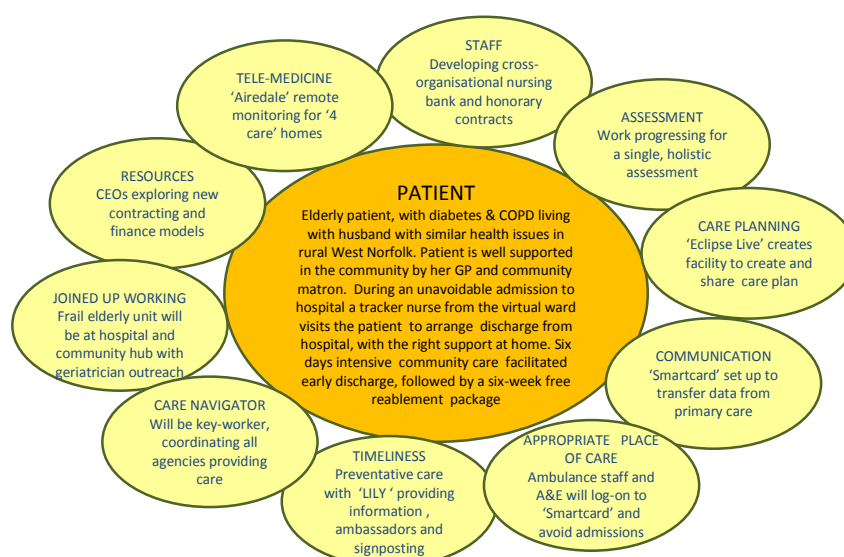 STAFF
Developing cross-
organisational nursing
bank and honorary
contracts
TELE-MEDICINE
‘Airedale’ remote
monitoring for ‘4
care’ homes
ASSESSMENT
Work progressing for
a single, holistic
assessment
RESOURCES
CEOs exploring new
contracting and
finance models
PATIENT
Elderly patient, with diabetes & COPD living
with husband with similar health issues in
rural West Norfolk. Patient is well supported
in the community by her GP and community
matron. During an unavoidable admission to
hospital a tracker nurse from the virtual ward
visits the patient to arrange discharge from
hospital, with the right support at home. Six
days intensive community care facilitated
early discharge, followed by a six-week free
reablement package
CARE PLANNING
‘Eclipse Live’ creates
facility to create and
share care plan
JOINED UP WORKING
Frail elderly unit will
be at hospital and
community hub with
geriatrician outreach
COMMUNICATION
‘Smartcard’ set up to
transfer data from
primary care
CARE NAVIGATOR
Will be key-worker,
coordinating all
agencies providing
care
TIMELINESS
Preventative care
with ‘LILY ‘ providing
information ,
ambassadors and
signposting
APPROPRIATE PLACE
OF CARE
Ambulance staff and
A&E will log-on to
‘Smartcard’ and
avoid admissions